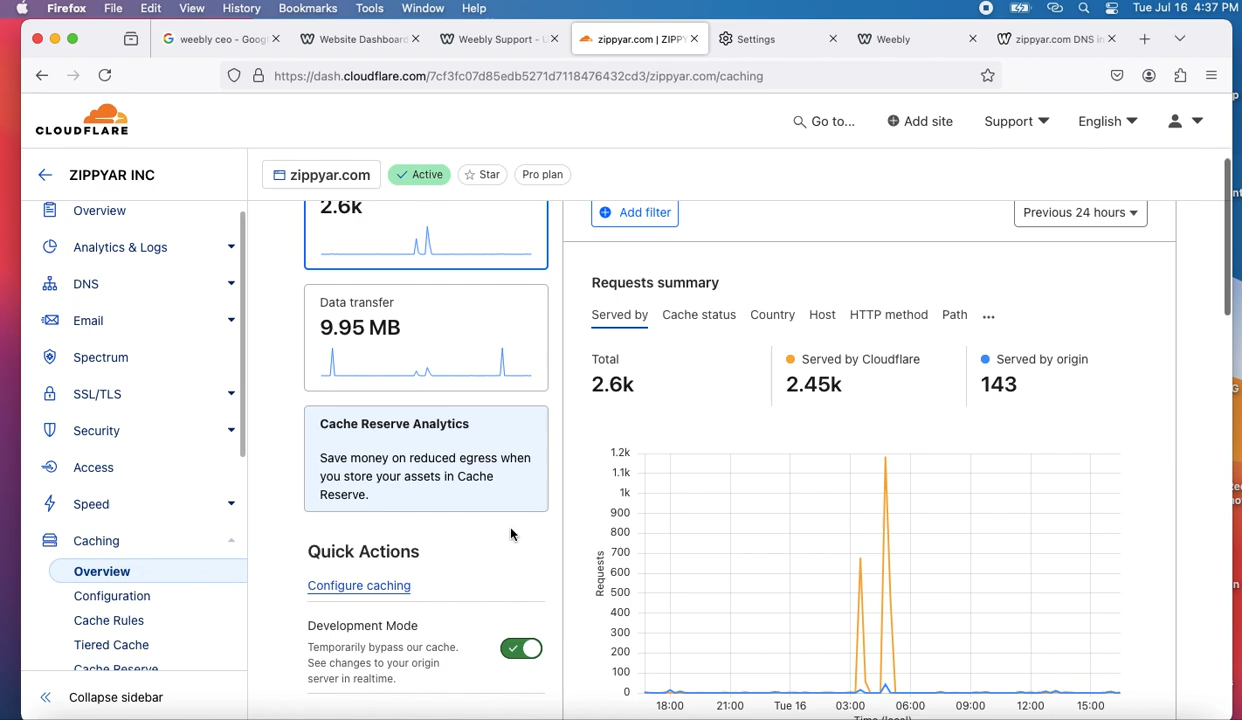 Firefox File Edit View History Bookmarks Tools Window Help Tue Jul 16 4:37 PM
weebly ceo - Goog Website Dashboar Weebly Support - zippyar.com | ZIPPY Settings Weebly zippyar.com DNS in
https://dash.cloudflare.com/7cf3fc07d85edb5271d7118476432cd3/zippyar.com/caching
CLOUDFLARE
Go to... Add site Support English
ZIPPYAR INC
zippyar.com Active Star Pro plan
Overview
Analytics & Logs
DNS
Email
Spectrum
SSL/TLS
Security
Access
Speed
Caching
Overview
Configuration
Cache Rules
Tiered Cache
Cache Reserve
Collapse sidebar
2.6k
Data transfer
9.95 MB
Cache Reserve Analytics
Save money on reduced egress when
you store your assets in Cache
Reserve.
Quick Actions
Configure caching
Development Mode
Temporarily bypass our cache.
See changes to your origin
server in realtime.
Add filter
Previous 24 hours
Requests summary
Served by Cache status Country Host HTTP method Path ...
Total Served by Cloudflare Served by origin
2.6k 2.45k 143
Requests
1.2k
1.1k
1k
900
800
700
600
500
400
300
200
100
0
18:00 21:00 Tue 16 03:00 06:00 09:00 12:00 15:00
Time (local)